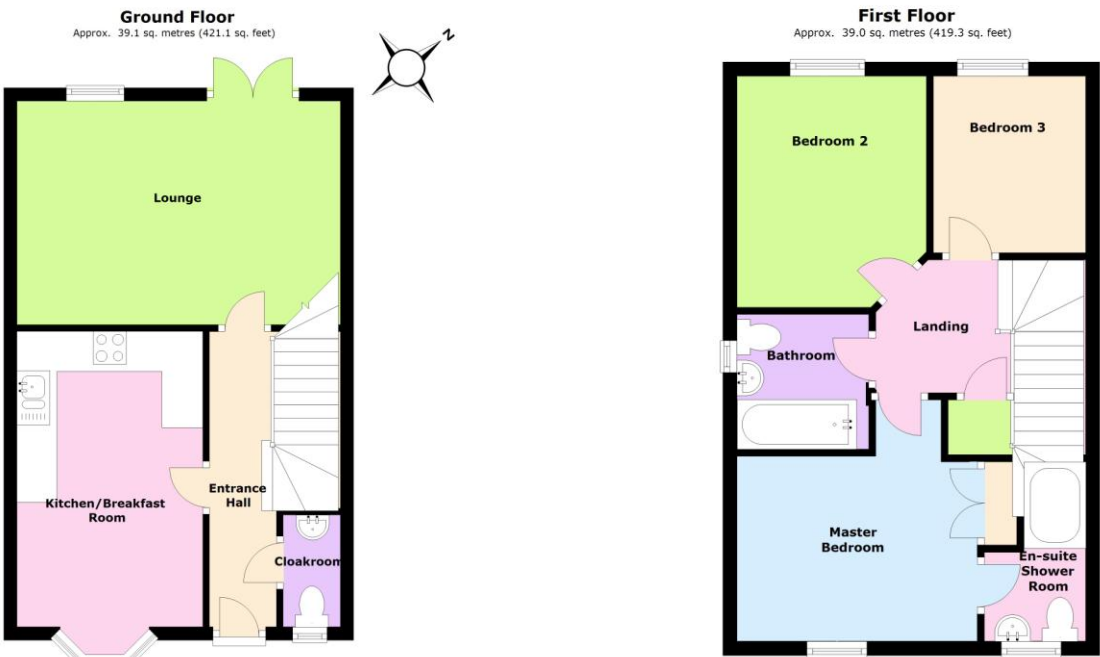 Ground Floor
Approx. 39.1 sq. metres (421.1 sq. feet)
N
Lounge
Kitchen/Breakfast
Room
Entrance
Hall
Cloakroom
First Floor
Approx. 39.0 sq. metres (419.3 sq. feet)
Bedroom 2
Bedroom 3
Landing
Bathroom
Master
Bedroom
En-suite
Shower
Room